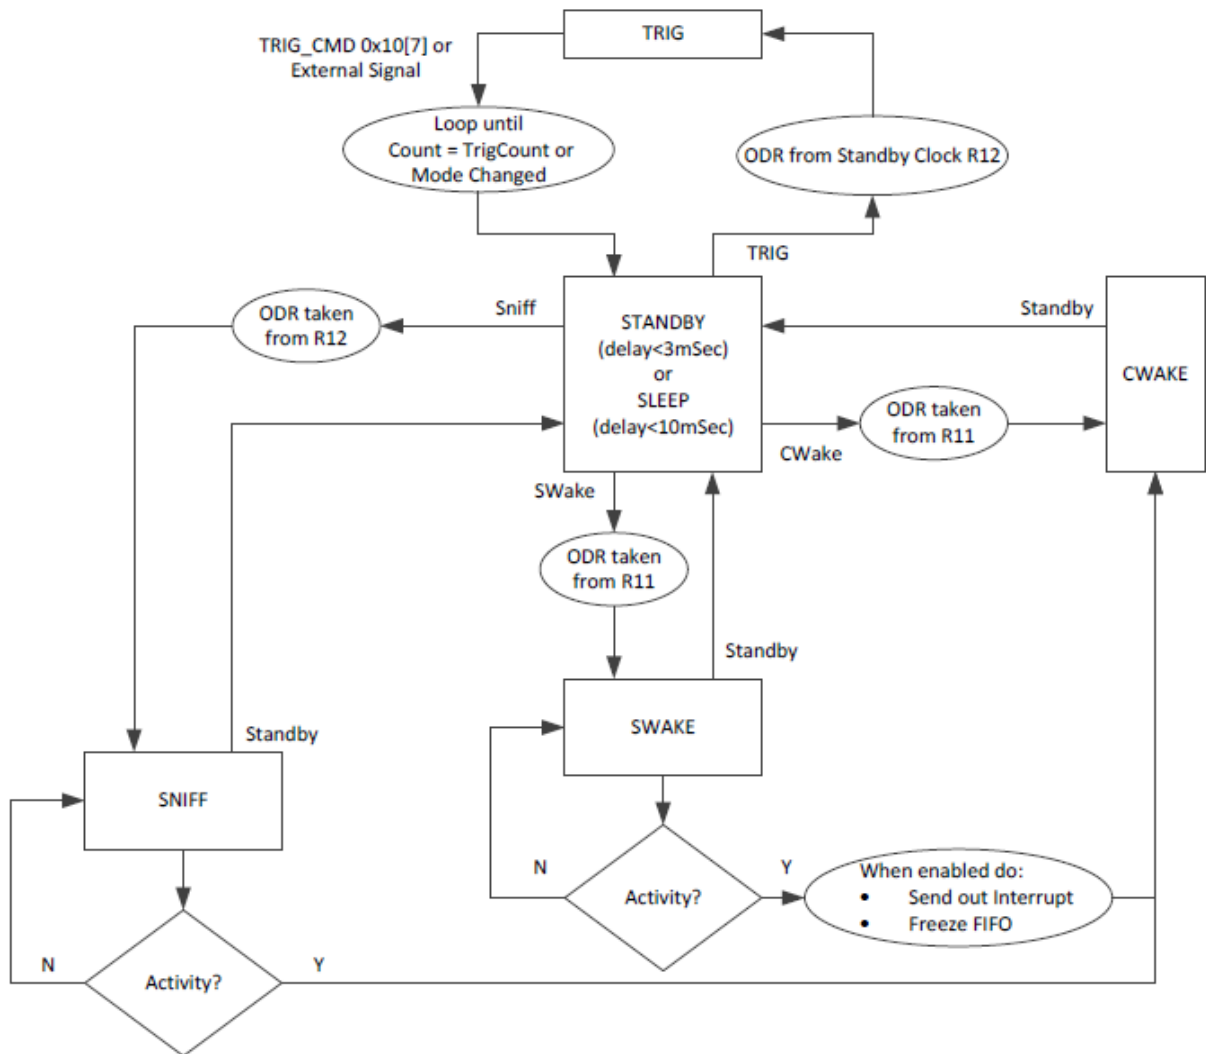 TRIG
TRIG_CMD 0x10[7] or
External Signal
Loop until
Count = TrigCount or
Mode Changed
ODR from Standby Clock R12
TRIG
Sniff
ODR taken
from R12
STANDBY
(delay<3mSec)
or
SLEEP
(delay<10mSec)
Standby
CWAKE
ODR taken
from R11
CWake
SWake
ODR taken
from R11
Standby
Standby
SWAKE
SNIFF
N
Activity?
Y
When enabled do:
• Send out Interrupt
• Freeze FIFO
N
Activity?
Y